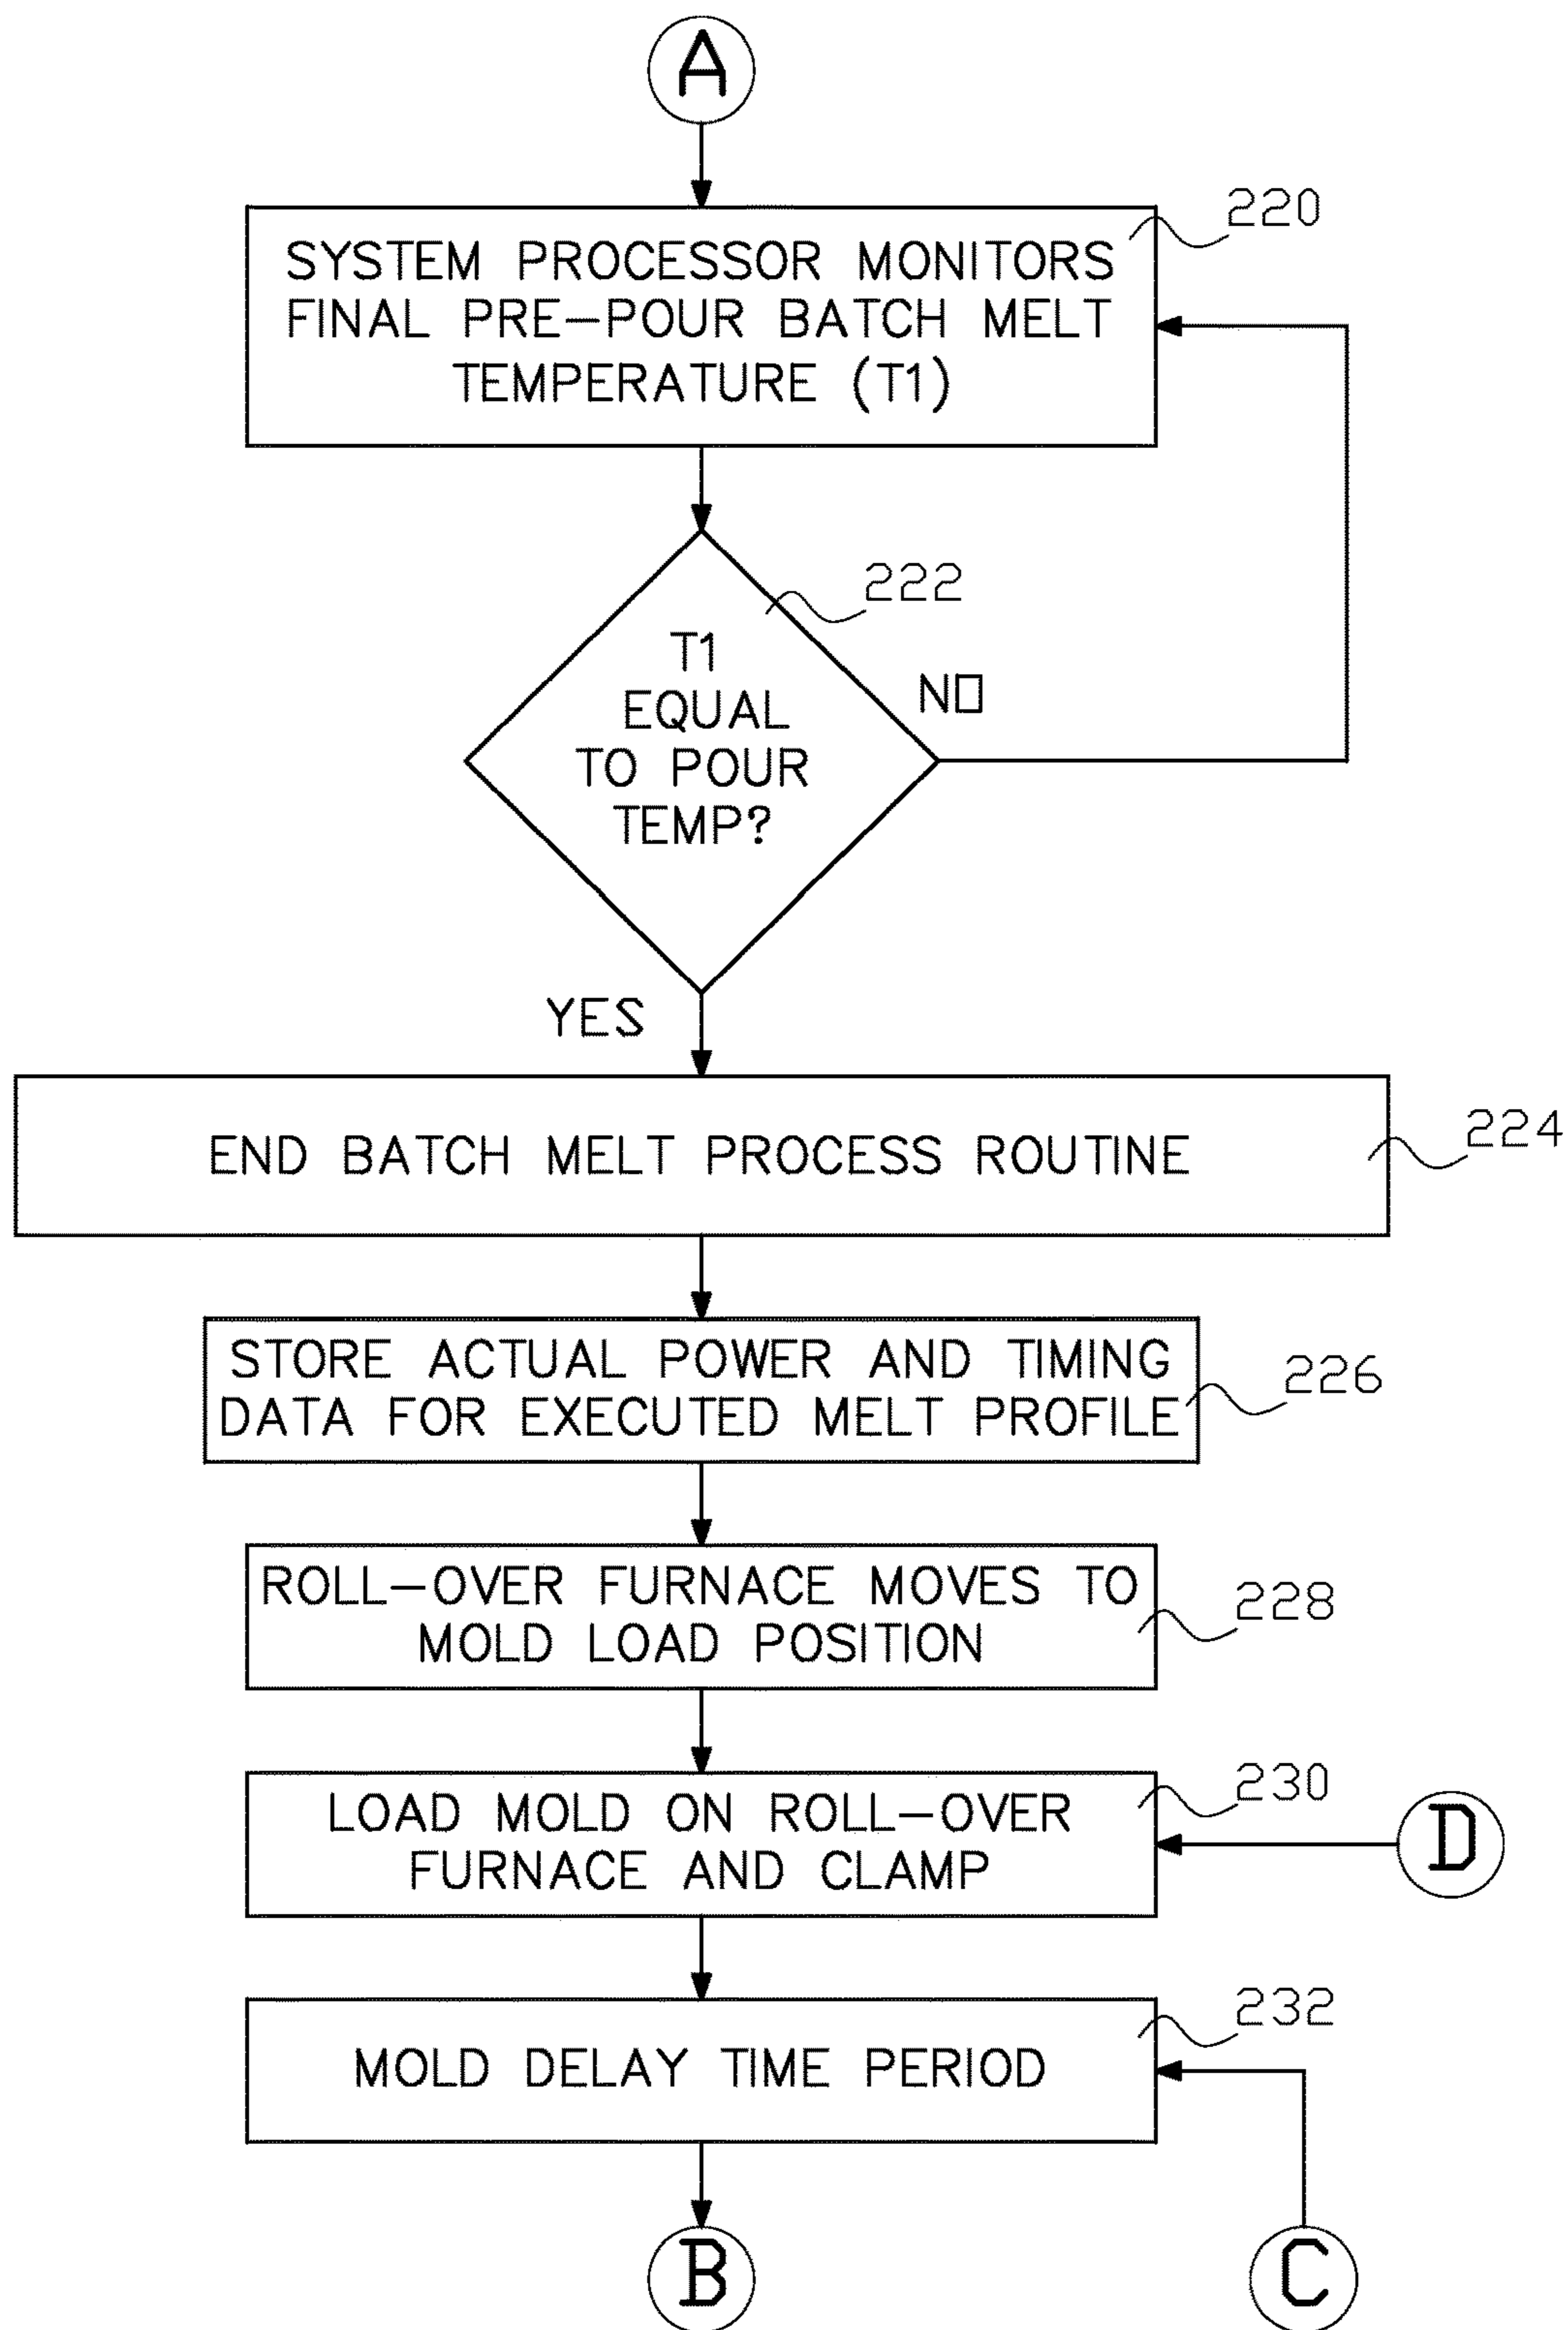 A
220
SYSTEM PROCESSOR MONITORS
FINAL PRE-POUR BATCH MELT
TEMPERATURE (T1)
222
T1
EQUAL
TO POUR
TEMP?
NO
YES
224
END BATCH MELT PROCESS ROUTINE
STORE ACTUAL POWER AND TIMING
DATA FOR EXECUTED MELT PROFILE
226
ROLL-OVER FURNACE MOVES TO
MOLD LOAD POSITION
228
230
LOAD MOLD ON ROLL-OVER
FURNACE AND CLAMP
D
232
MOLD DELAY TIME PERIOD
B
C